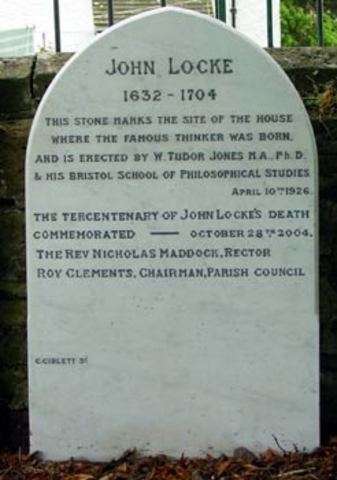 JOHN LOCKE
1632 - 1704
THIS STONE MARKS THE SITE OF THE HOUSE
WHERE THE FAMOUS THINKER WAS BORN,
AND IS ERECTED BY W. TUDOR JONES M.A., Ph.D.
& HIS BRISTOL SCHOOL OF PHILOSOPHICAL STUDIES.
APRIL 10TH 1926.
THE TERCENTENARY OF JOHN LOCKE'S DEATH
COMMEMORATED — OCTOBER 28TH 2004.
THE REV NICHOLAS MADDOCK, RECTOR
ROY CLEMENTS, CHAIRMAN, PARISH COUNCIL